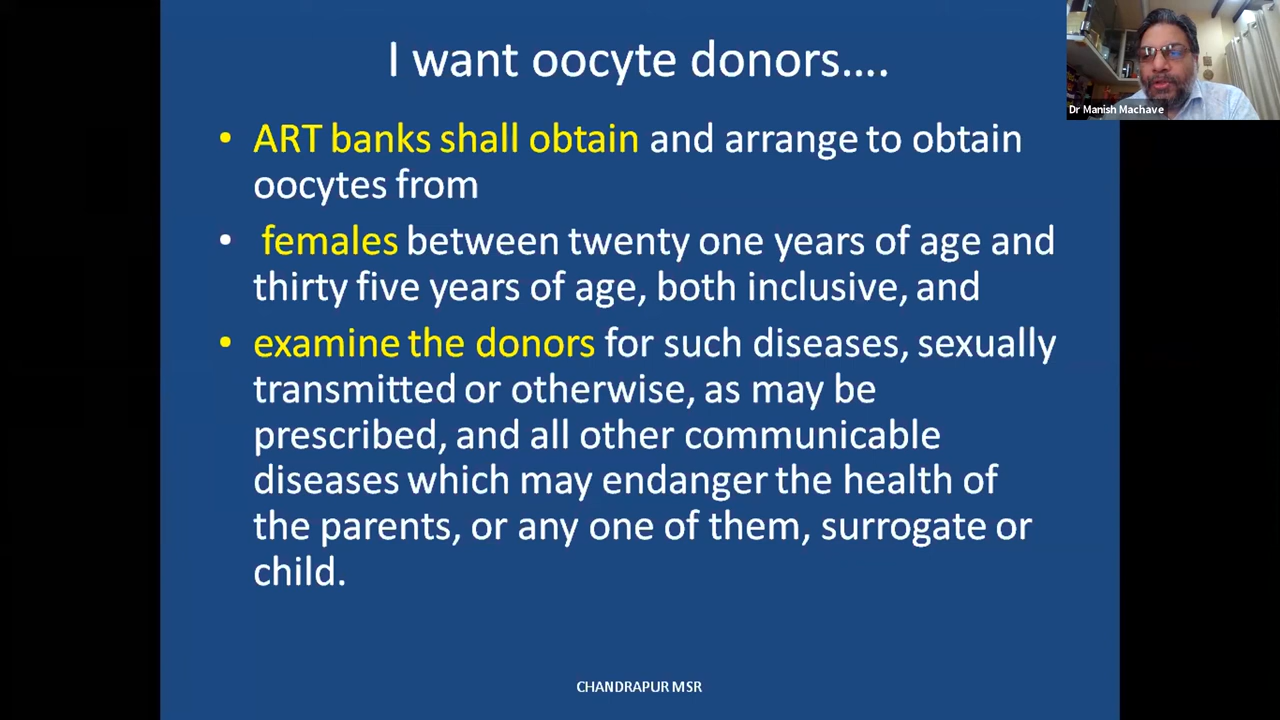 I want oocyte donors....
Dr Manish Machave
• ART banks shall obtain and arrange to obtain
oocytes from
• females between twenty one years of age and
thirty five years of age, both inclusive, and
• examine the donors for such diseases, sexually
transmitted or otherwise, as may be
prescribed, and all other communicable
diseases which may endanger the health of
the parents, or any one of them, surrogate or
child.
CHANDRAPUR MSR